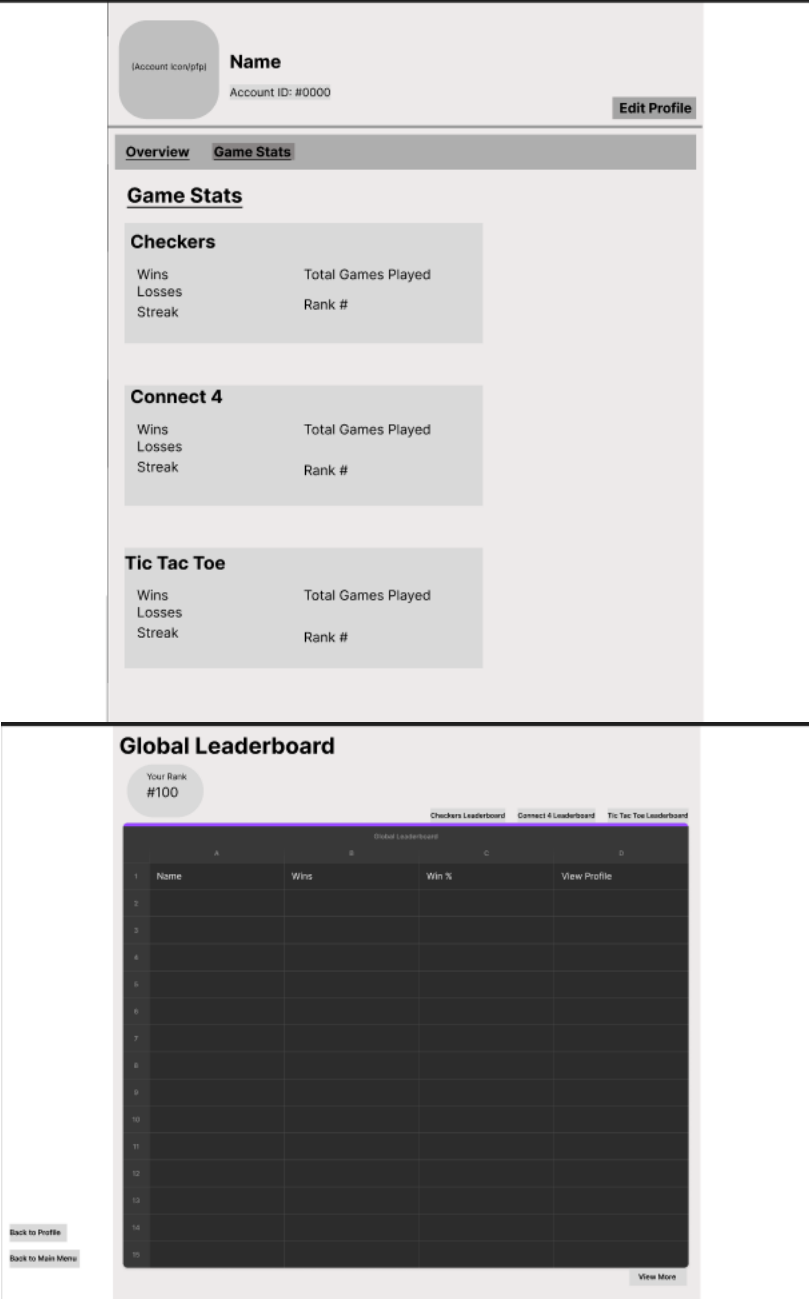 (Account Icon/pfp)
Name
Account ID: #0000
Edit Profile
Overview Game Stats
Game Stats
Checkers
Wins Total Games Played
Losses
Rank #
Streak
Connect 4
Wins Total Games Played
Losses
Streak Rank #
Tic Tac Toe
Wins Total Games Played
Losses
Streak Rank #
Global Leaderboard
Your Rank
#100
Checkers Leaderboard Connect 4 Leaderboard Tic Tac Toe Leaderboard
Global Leaderboard
A B C D
1 Name Wins Win % View Profile
2
3
4
5
6
7
8
9
10
11
12
13
14
15
Back to Profile
Back to Main Menu
View More